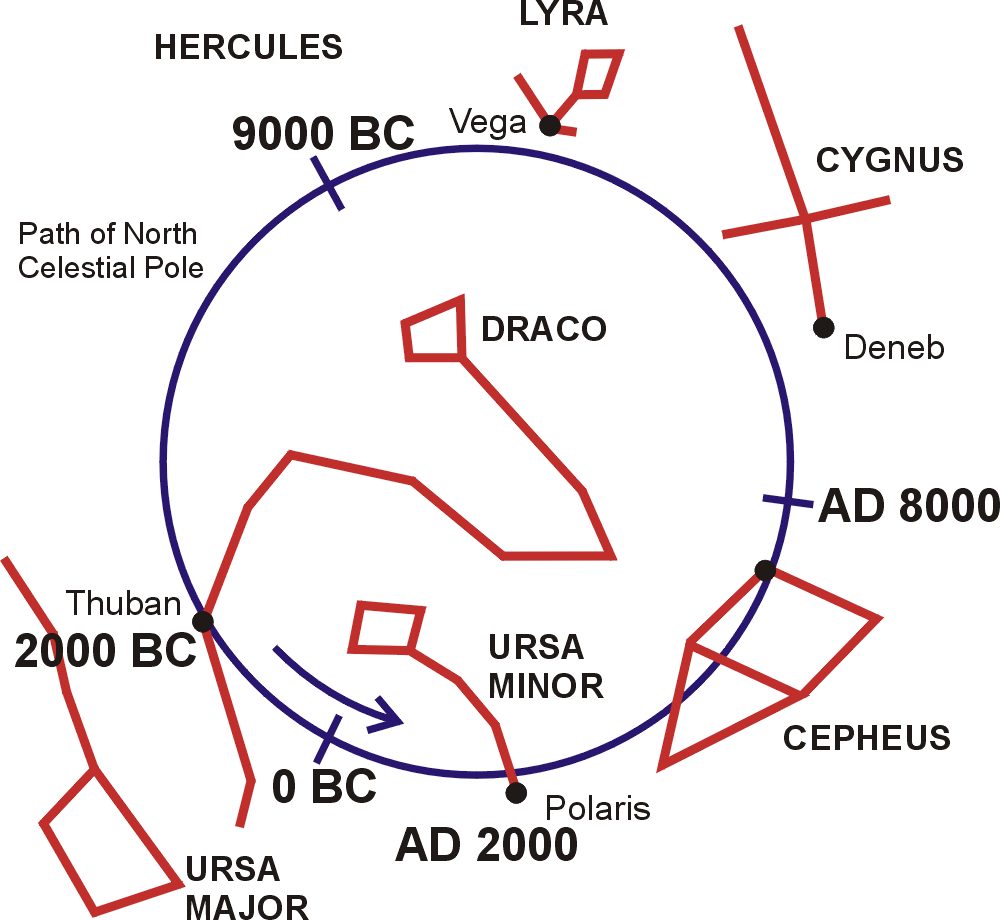 LYRA
HERCULES
Vega
9000 BC
CYGNUS
Path of North
Celestial Pole
DRACO
Deneb
AD 8000
Thuban
2000 BC
URSA
MINOR
CEPHEUS
0 BC
Polaris
AD 2000
URSA
MAJOR